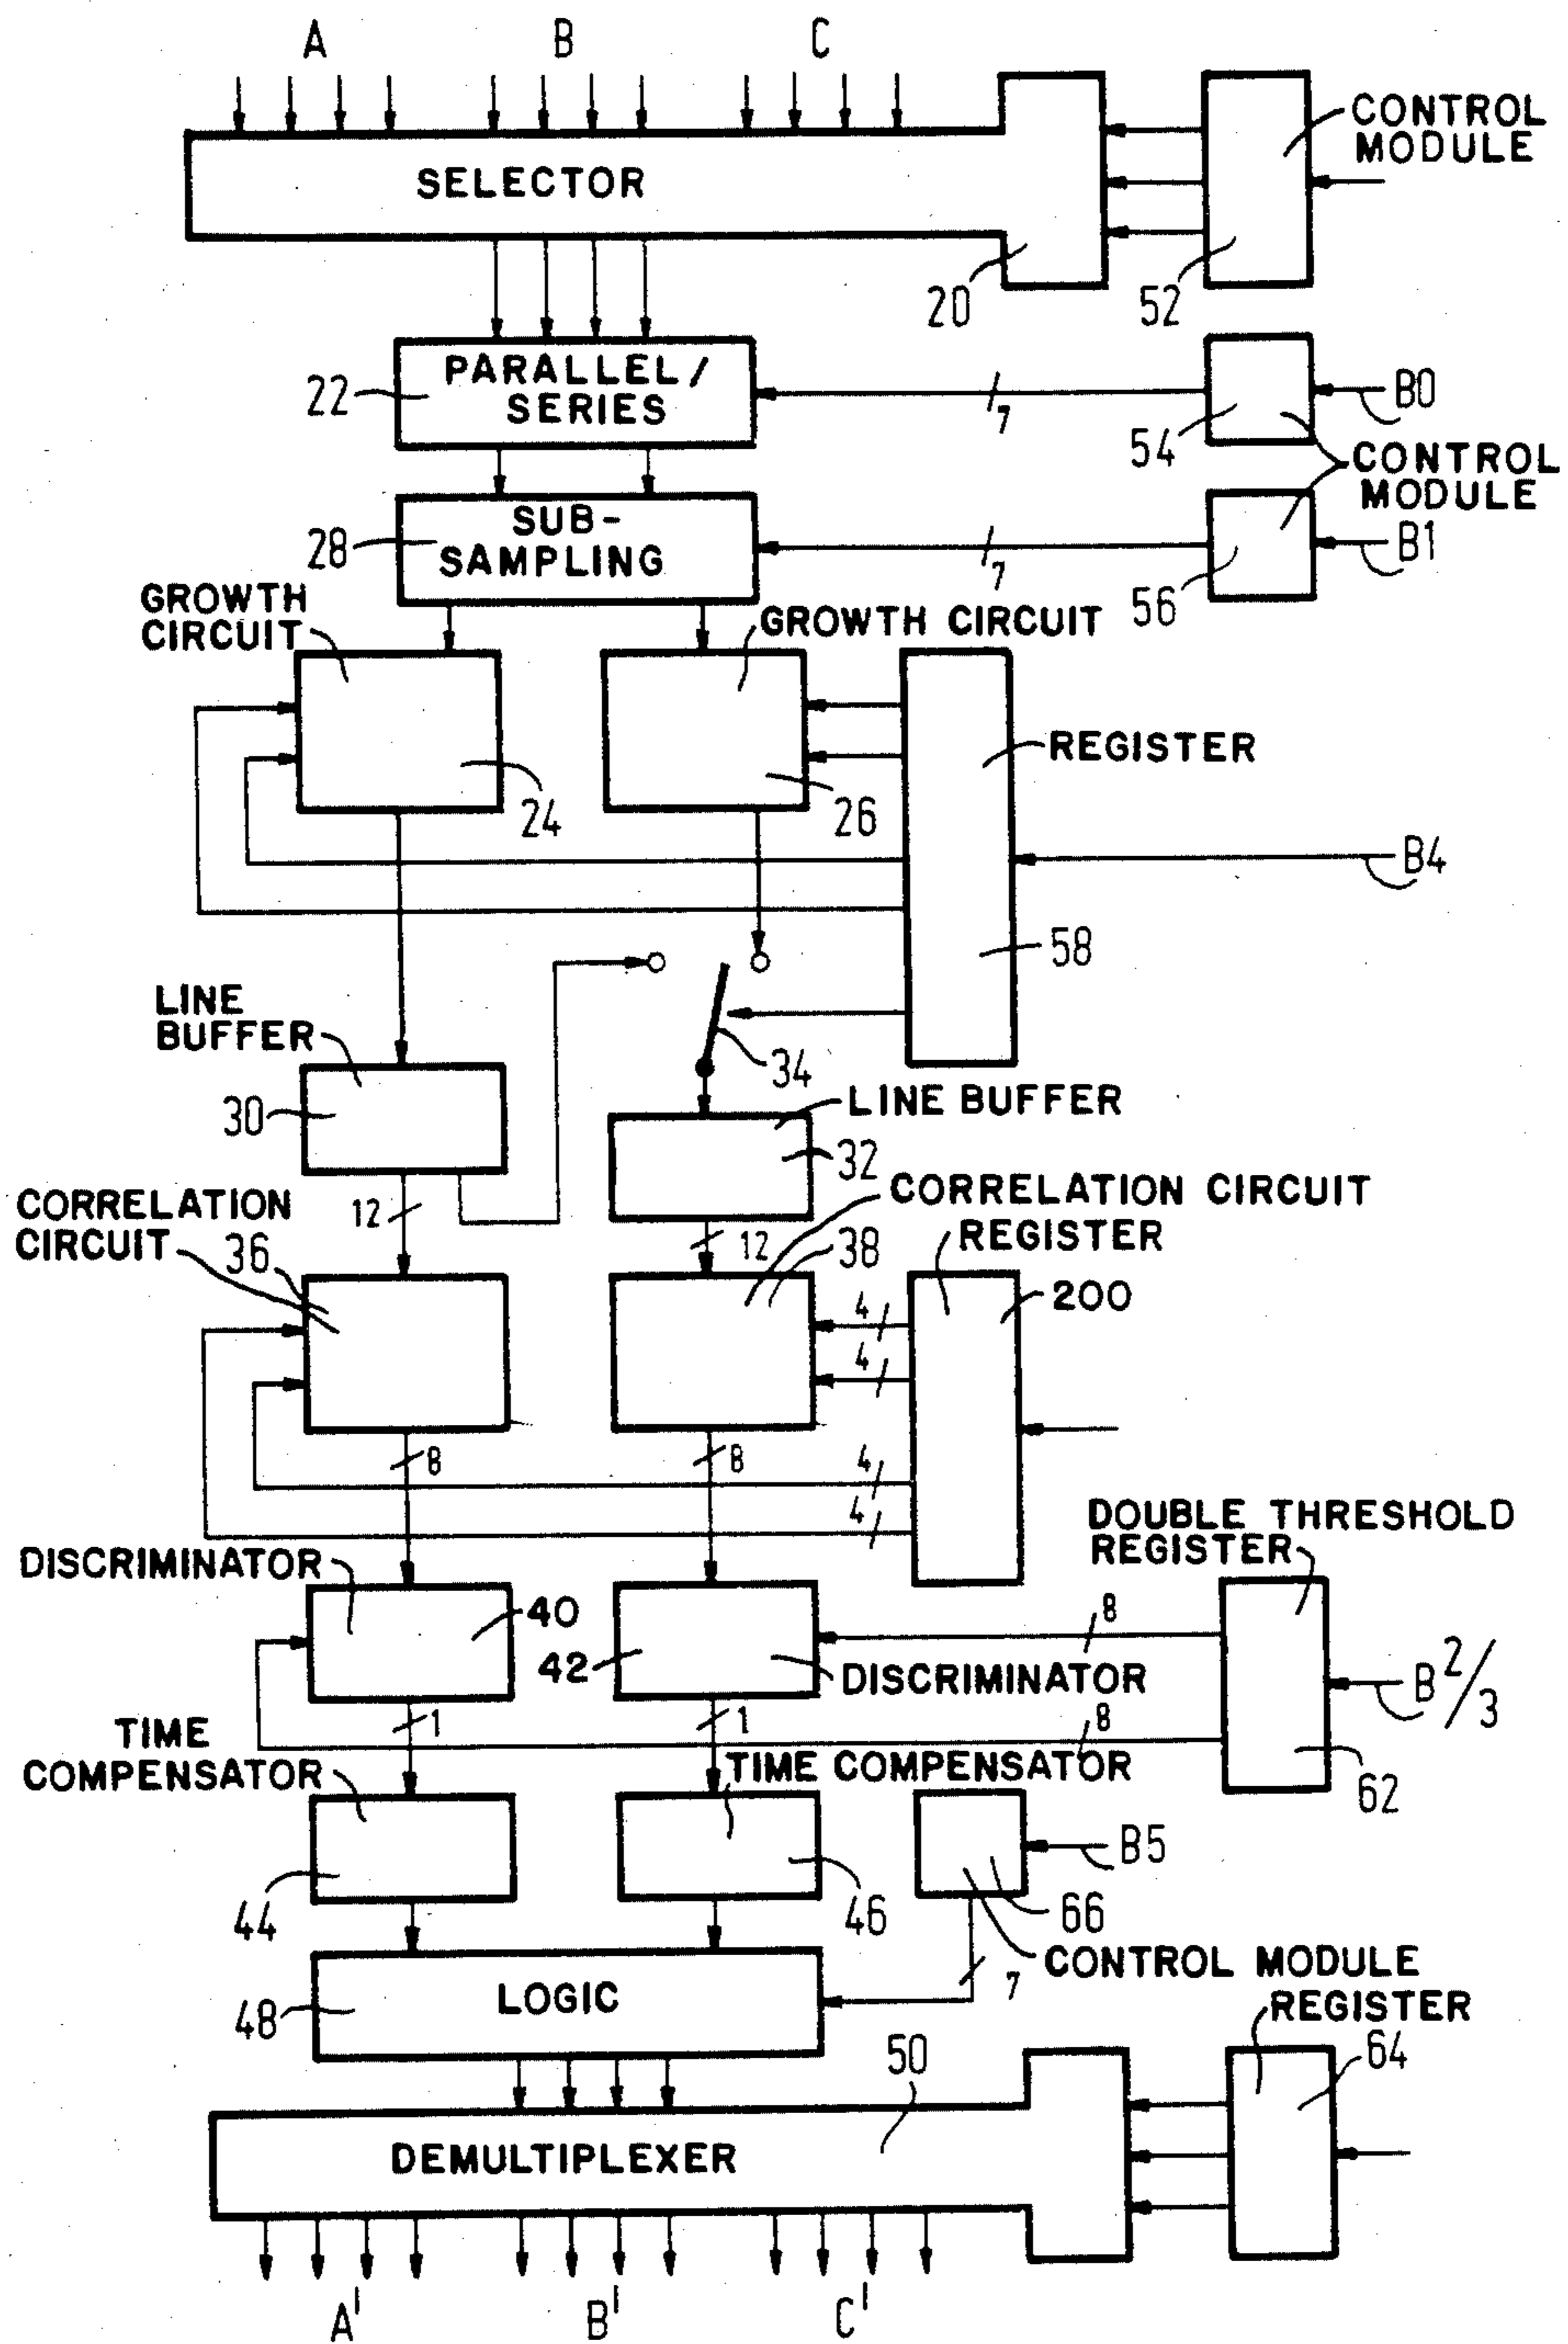 A B C
CONTROL
MODULE
SELECTOR
20 52
PARALLEL/
SERIES
22
7
B0
54
CONTROL
MODULE
SUB-
SAMPLING
28
7
B1
56
GROWTH
CIRCUIT
GROWTH CIRCUIT
REGISTER
24 26
B4
58
LINE
BUFFER
34
LINE BUFFER
30
32
CORRELATION
CIRCUIT
12
CORRELATION CIRCUIT
REGISTER
36
12
38
200
4
4
8 8
4
4
DOUBLE THRESHOLD
REGISTER
DISCRIMINATOR
40
8
42
DISCRIMINATOR
B 2/3
1 1
8
TIME
COMPENSATOR
TIME COMPENSATOR
62
B5
44 46 66
CONTROL MODULE
7
LOGIC
REGISTER
48
50
64
DEMULTIPLEXER
A' B' C'